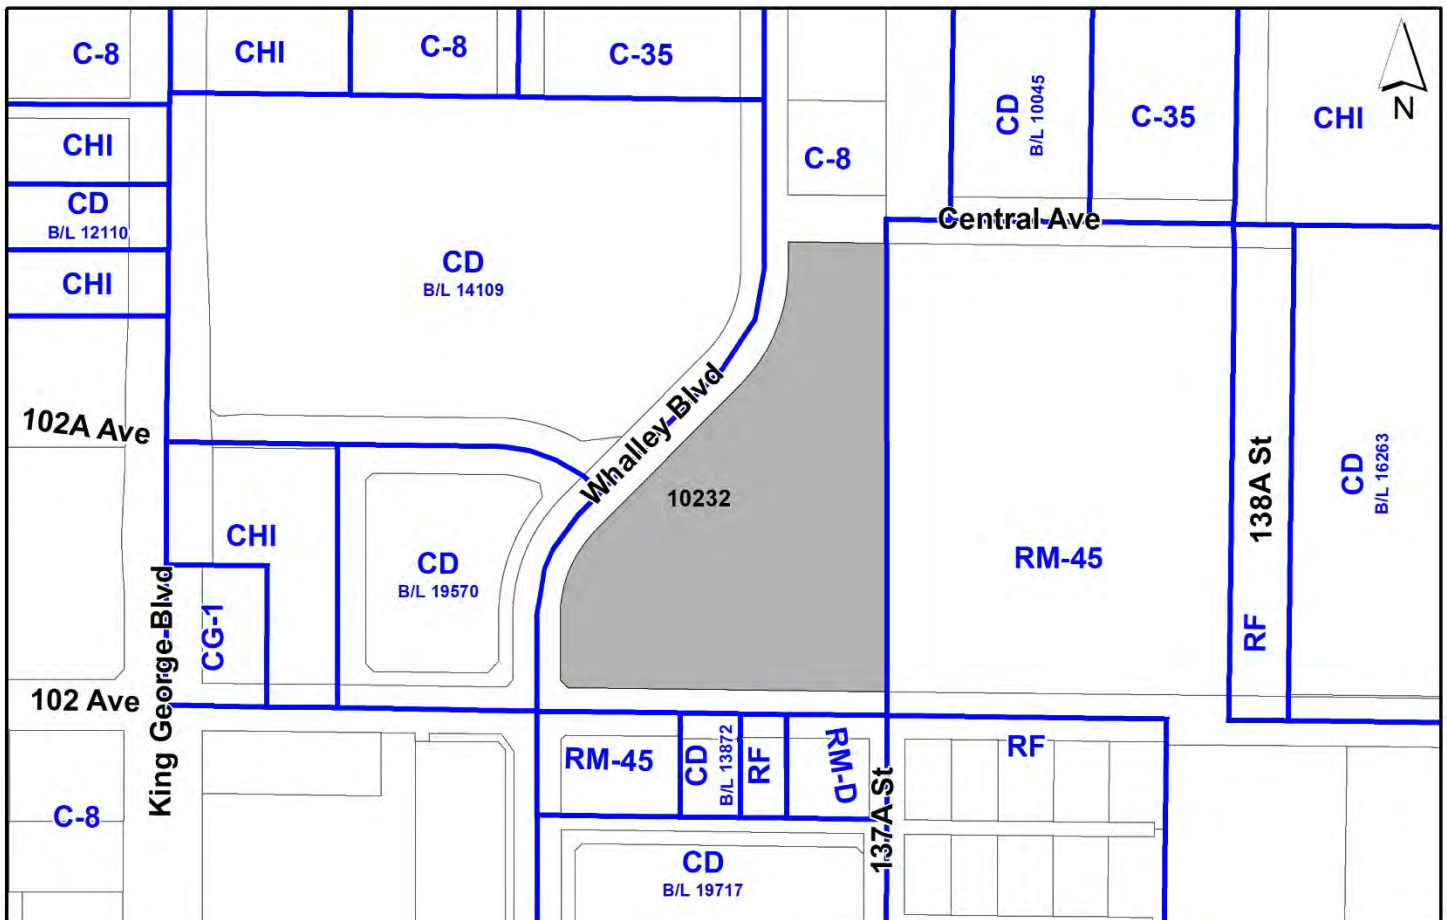 C-8
CHI
C-8
C-35
CD
B/L 10045
C-35
CHI
N
CHI
C-8
CD
B/L 12110
Central Ave
CHI
CD
B/L 14109
Whalley Blvd
102A Ave
10232
138A St
CD
B/L 16263
CHI
CD
B/L 19570
RM-45
CG-1
RF
King George Blvd
102 Ave
RM-45
CD
B/L 13872
RF
RM-D
RF
C-8
137A St
CD
B/L 19717